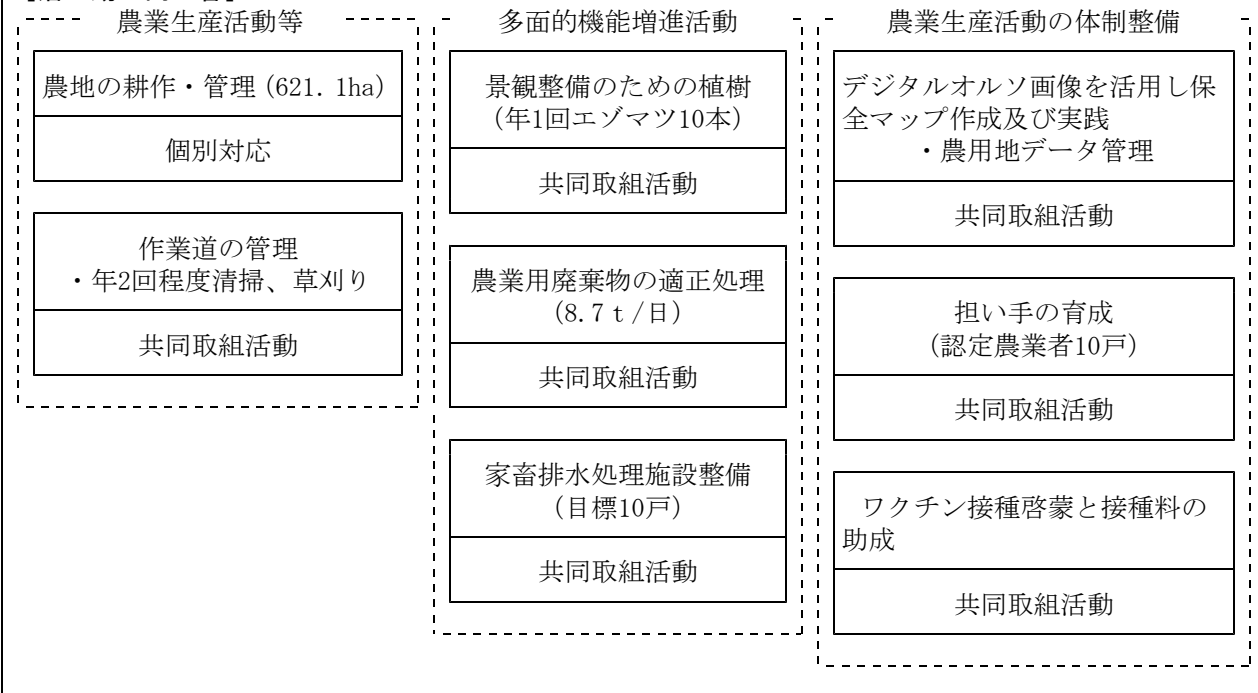 農業生産活動等
農地の耕作・管理(621.1ha)
個別対応
作業道の管理
・年2回程度清掃、草刈り
共同取組活動
多面的機能増進活動
景観整備のための植樹
(年1回エゾマツ10本)
共同取組活動
農業用廃棄物の適正処理
(8.7ｔ/日)
共同取組活動
家畜排水処理施設整備
(目標10戸)
共同取組活動
農業生産活動の体制整備
デジタルオルソ画像を活用し保
全マップ作成及び実践
・農用地データ管理
共同取組活動
担い手の育成
(認定農業者10戸)
共同取組活動
ワクチン接種啓蒙と接種料の
助成
共同取組活動